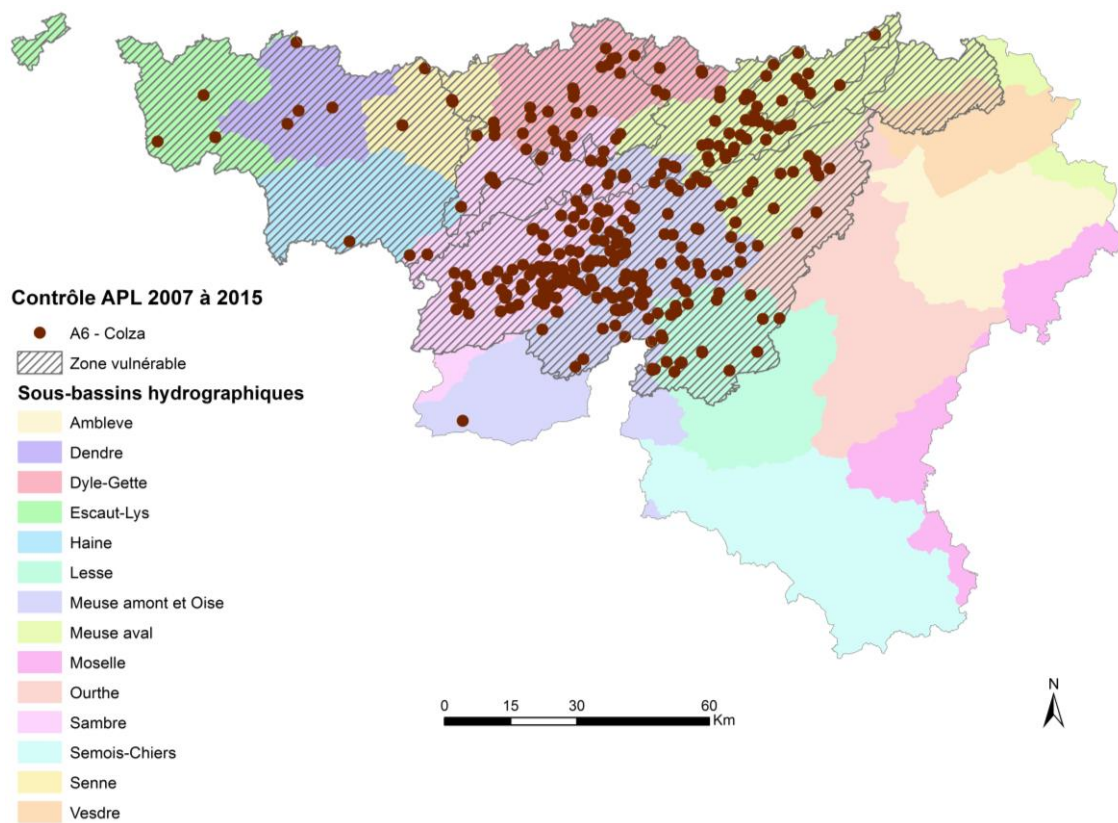 Contrôle APL 2007 à 2015
A6 - Colza
Zone vulnérable
Sous-bassins hydrographiques
Ambleve
Dendre
Dyle-Gette
Escaut-Lys
Haine
Lesse
Meuse amont et Oise
Meuse aval
Moselle
Ourthe
Sambre
Semois-Chiers
Senne
Vesdre
0 15 30 60
Km
N